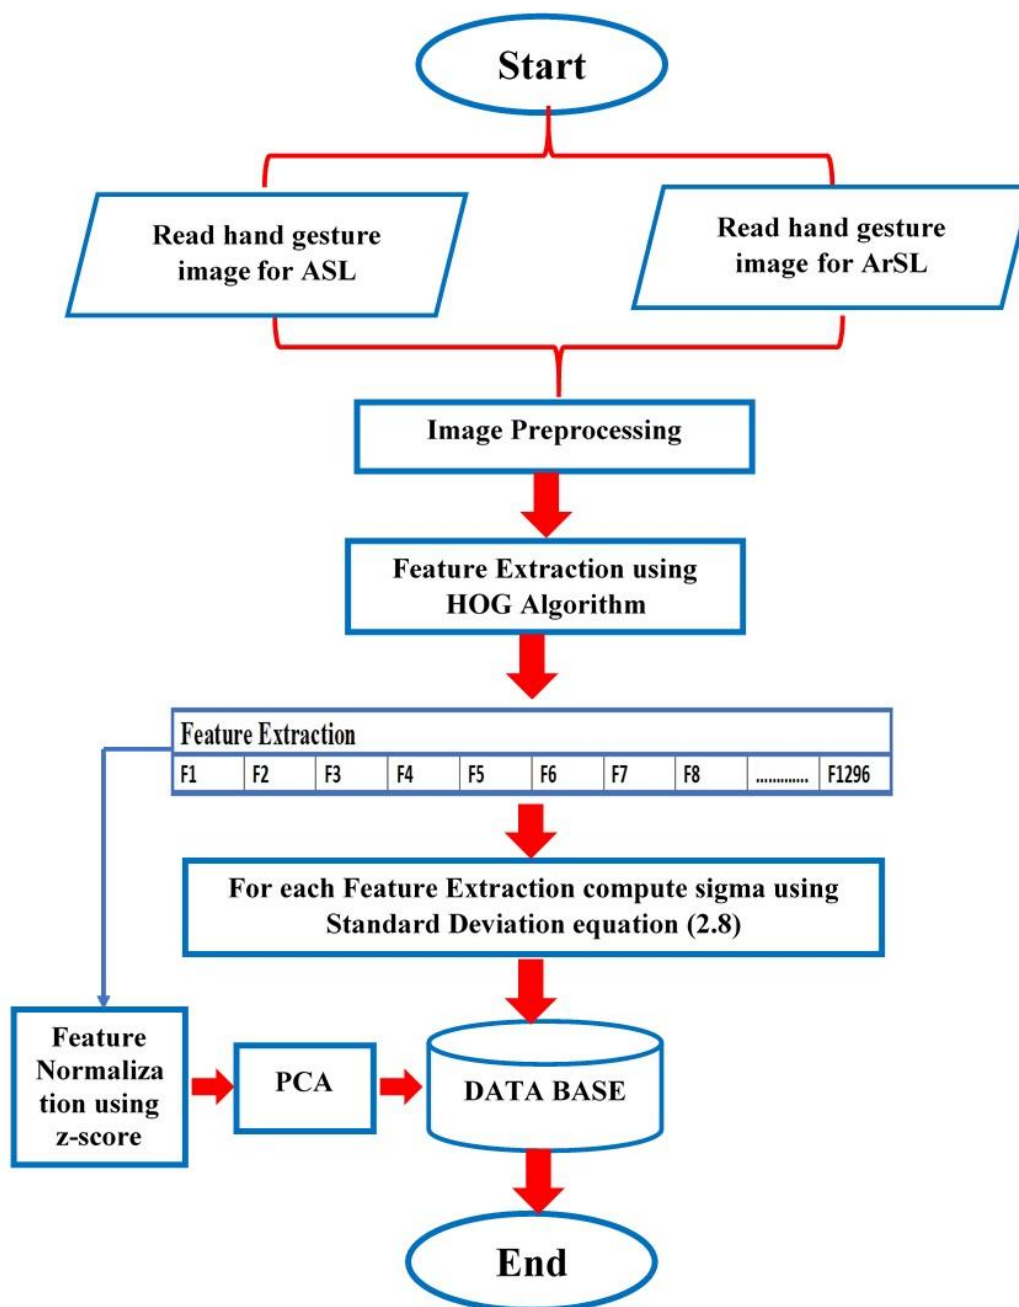 Start
Read hand gesture
image for ASL
Read hand gesture
image for ArSL
Image Preprocessing
Feature Extraction using
HOG Algorithm
Feature Extraction
F1 F2 F3 F4 F5 F6 F7 F8 ............. F1296
For each Feature Extraction compute sigma using
Standard Deviation equation (2.8)
Feature
Normaliza
tion using
z-score
PCA
DATA BASE
End